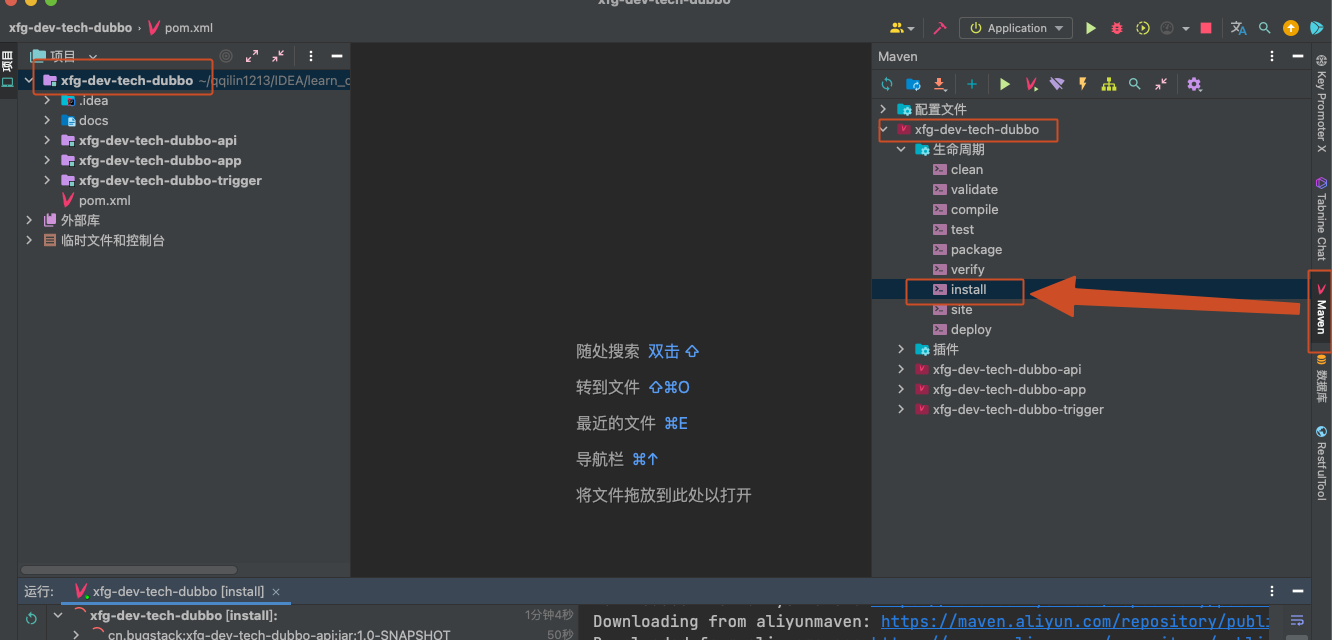 xfg-dev-tech-dubbo
xfg-dev-tech-dubbo › pom.xml
Application
项目
项目
xfg-dev-tech-dubbo ~/qqilin1213/IDEA/learn_c
.idea
docs
xfg-dev-tech-dubbo-api
xfg-dev-tech-dubbo-app
xfg-dev-tech-dubbo-trigger
pom.xml
外部库
临时文件和控制台
随处搜索 双击 ⇧
转到文件 ⇧⌘O
最近的文件 ⌘E
导航栏 ⌘↑
将文件拖放到此处以打开
Maven
配置文件
xfg-dev-tech-dubbo
生命周期
clean
validate
compile
test
package
verify
install
site
deploy
插件
xfg-dev-tech-dubbo-api
xfg-dev-tech-dubbo-app
xfg-dev-tech-dubbo-trigger
Key Promoter X
Tabnine Chat
Maven
数据库
RestfulTool
运行: xfg-dev-tech-dubbo [install] ×
xfg-dev-tech-dubbo [install]: 1分钟4秒
cn.bugstack:xfg-dev-tech-dubbo-api:jar:1.0-SNAPSHOT 50秒
Downloading from aliyunmaven: https://maven.aliyun.com/repository/publi